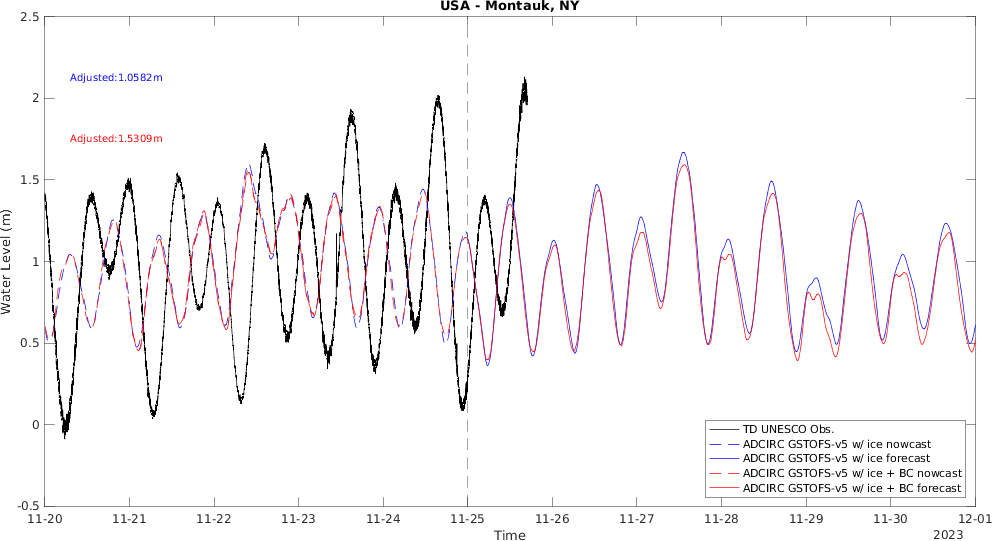 USA - Montauk, NY
2.5
2
1.5
1
0.5
0
-0.5
Water Level (m)
Adjusted:1.0582m
Adjusted:1.5309m
TD UNESCO Obs.
ADCIRC GSTOFS-v5 w/ ice nowcast
ADCIRC GSTOFS-v5 w/ ice forecast
ADCIRC GSTOFS-v5 w/ ice + BC nowcast
ADCIRC GSTOFS-v5 w/ ice + BC forecast
11-20 11-21 11-22 11-23 11-24 11-25 11-26 11-27 11-28 11-29 11-30 12-01
Time
2023